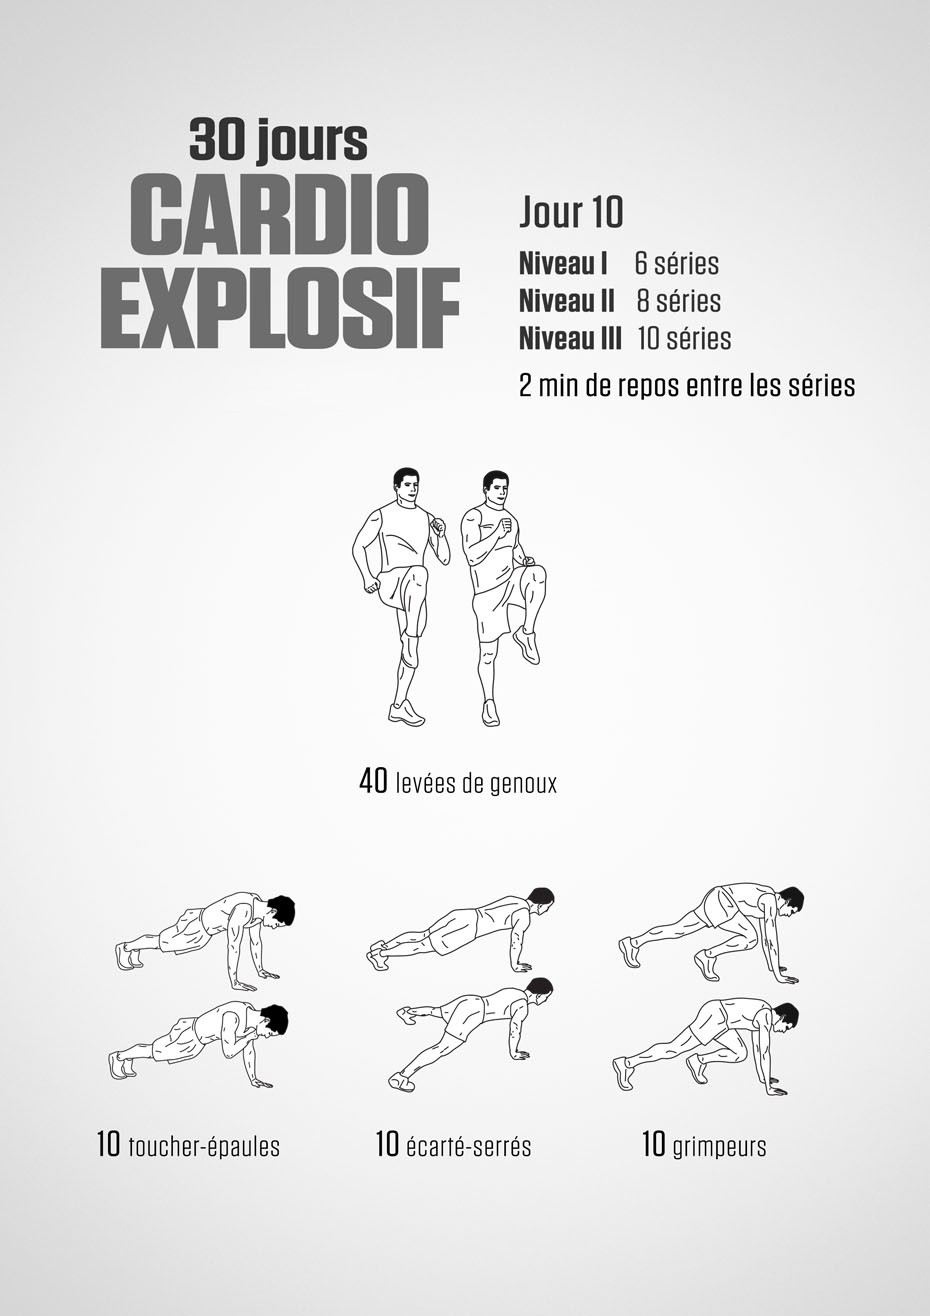 30 jours
CARDIO
EXPLOSIF
Jour 10
Niveau I 6 séries
Niveau II 8 séries
Niveau III 10 séries
2 min de repos entre les séries
40 levées de genoux
10 toucher-épaules
10 écarté-serrés
10 grimpeurs